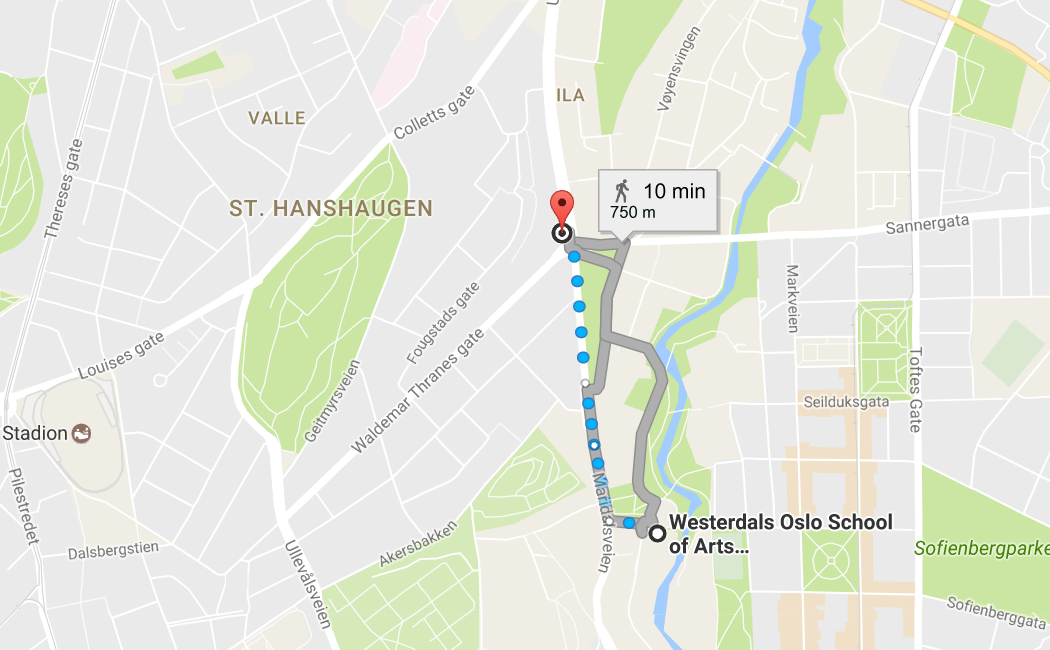 U
Vøyensvingen
ILA
Colletts gate
VALLE
Thereses gate
10 min
750 m
ST. HANSHAUGEN
Sannergata
Markveien
Fougstads gate
Louises gate
Waldemar Thranes gate
Geitmyrsveien
Toftes Gate
Seilduksgata
Stadion
Pilestredet
Maridalsveien
Westerdals Oslo School
of Arts...
Akersbakken
Dalsbergstien
Ullevålsveien
Sofienbergparke
Sofienberggata